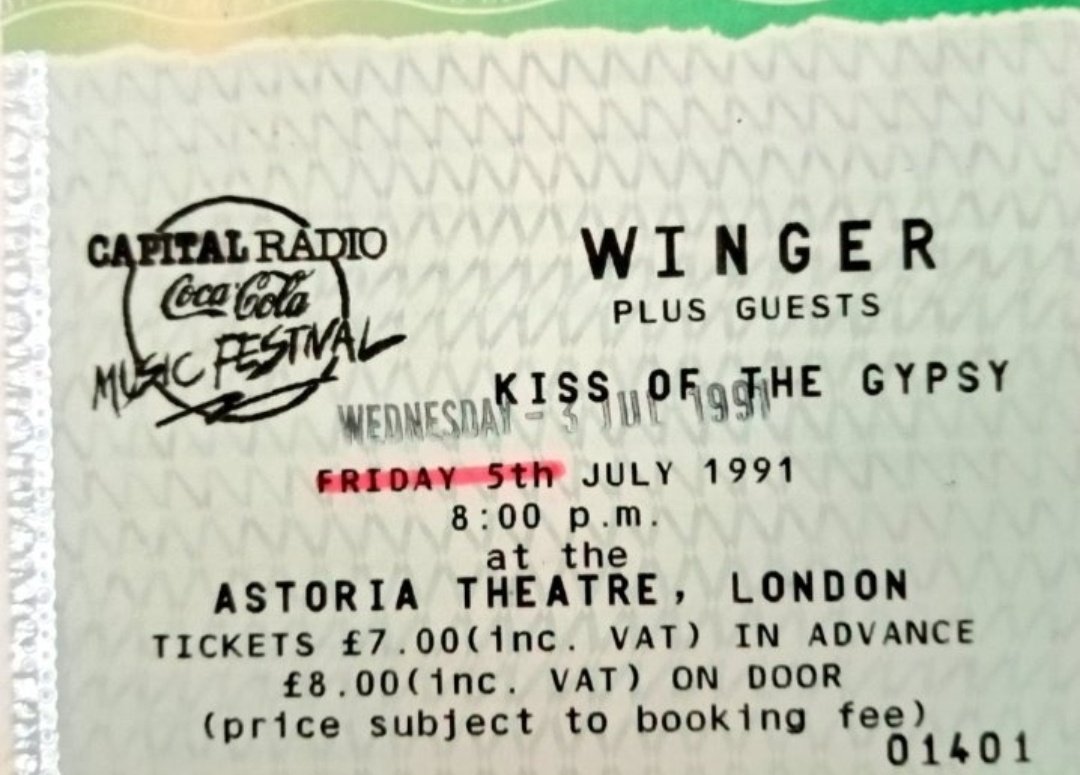 CAPITAL RADIO
Coca-Cola
MUSIC FESTIVAL
WINGER
PLUS GUESTS
KISS OF THE GYPSY
WEDNESDAY - 3 JUL 1991
FRIDAY 5th JULY 1991
8:00 p.m.
at the
ASTORIA THEATRE, LONDON
TICKETS £7.00(inc. VAT) IN ADVANCE
£8.00(inc. VAT) ON DOOR
(price subject to booking fee)
01401